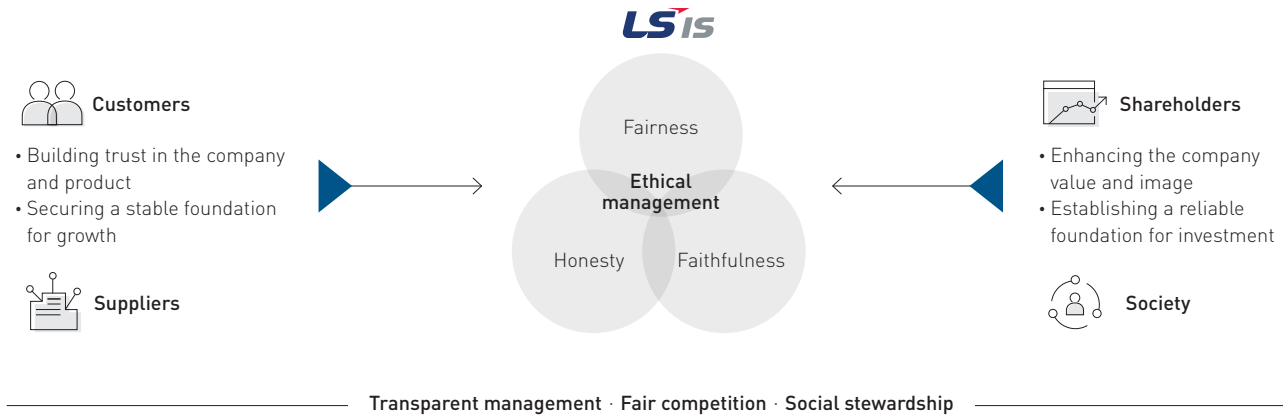 LS IS
Customers
• Building trust in the company
and product
• Securing a stable foundation
for growth
Suppliers
Fairness
Ethical
management
Honesty
Faithfulness
Shareholders
• Enhancing the company
value and image
• Establishing a reliable
foundation for investment
Society
Transparent management · Fair competition · Social stewardship